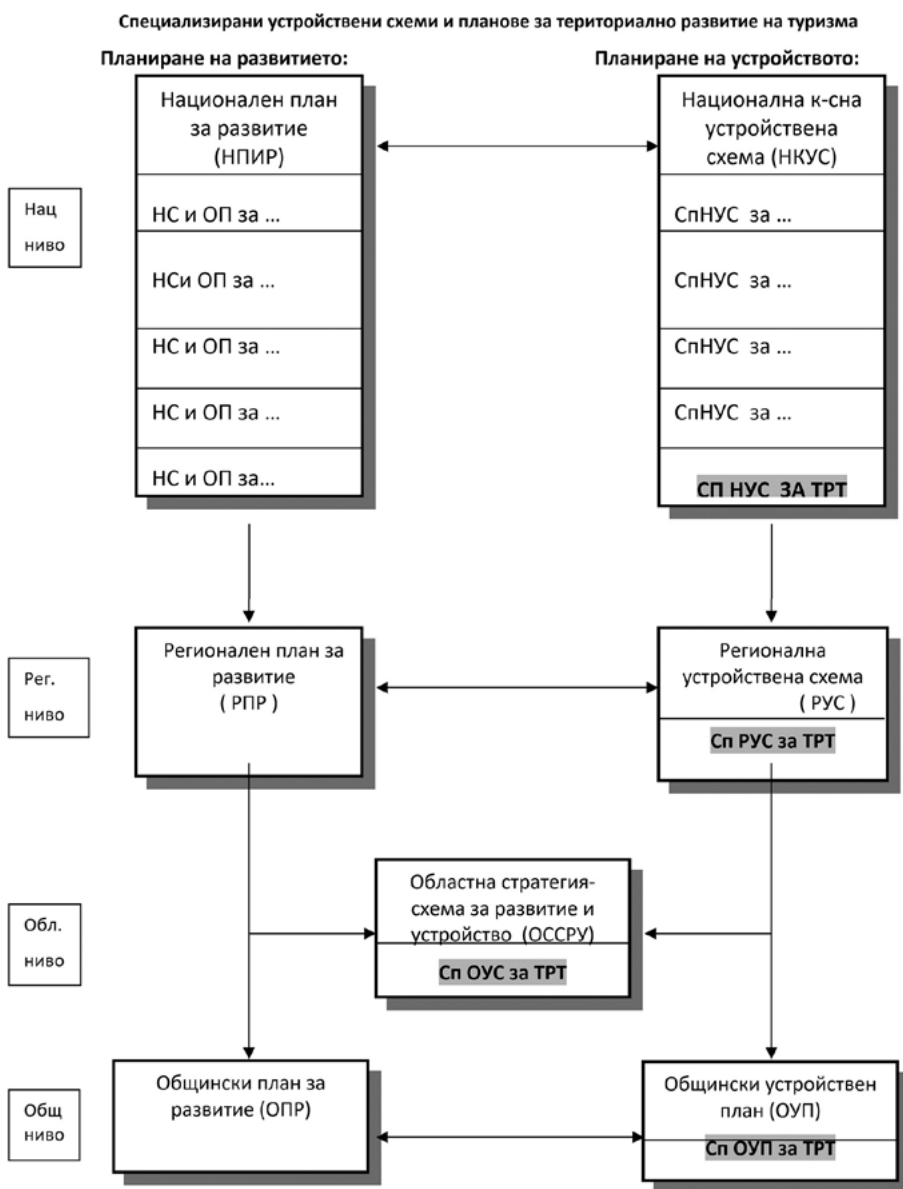 Специализирани устройствени схеми и планове за териториално развитие на туризма
Планиране на развитието:
Планиране на устройството:
Национален план
за развитие
(НПИР)
Национална к-сна
устройствена
схема (НКУС)
Нац
ниво
НС и ОП за ...
СпНУС за ...
НСи ОП за ...
СпНУС за ...
НС и ОП за ...
СпНУС за ...
НС и ОП за ...
СпНУС за ...
НС и ОП за...
СП НУС ЗА ТРТ
Рег.
ниво
Регионален план за
развитие
( РПР )
Регионална
устройствена схема
( РУС )
Сп РУС за ТРТ
Обл.
ниво
Областна стратегия-
схема за развитие и
устройство (ОССРУ)
Сп ОУС за ТРТ
Общ
ниво
Общински план за
развитие (ОПР)
Общински устройствен
план (ОУП)
Сп ОУП за ТРТ